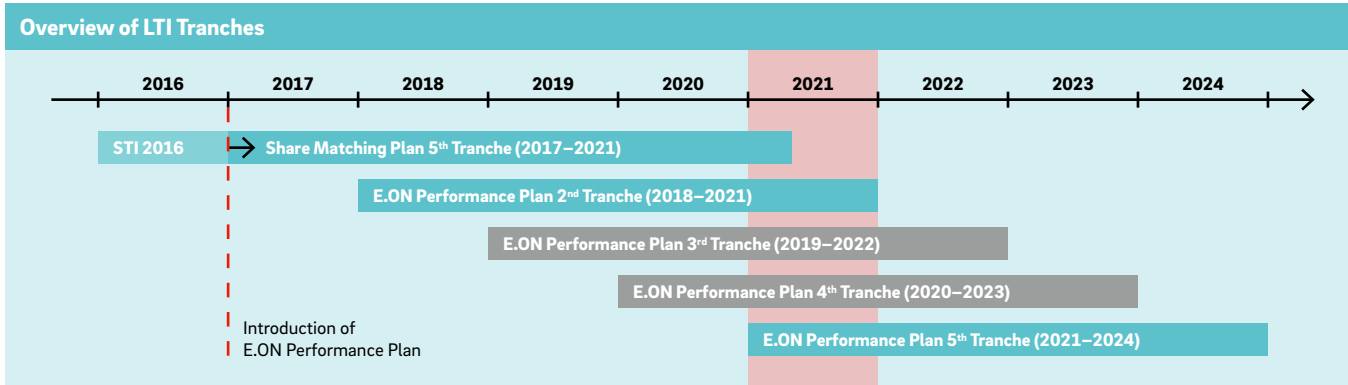 Overview of LTI Tranches
2016 2017 2018 2019 2020 2021 2022 2023 2024
STI 2016 Share Matching Plan 5th Tranche (2017–2021)
E.ON Performance Plan 2nd Tranche (2018–2021)
E.ON Performance Plan 3rd Tranche (2019–2022)
E.ON Performance Plan 4th Tranche (2020–2023)
Introduction of
E.ON Performance Plan
E.ON Performance Plan 5th Tranche (2021–2024)